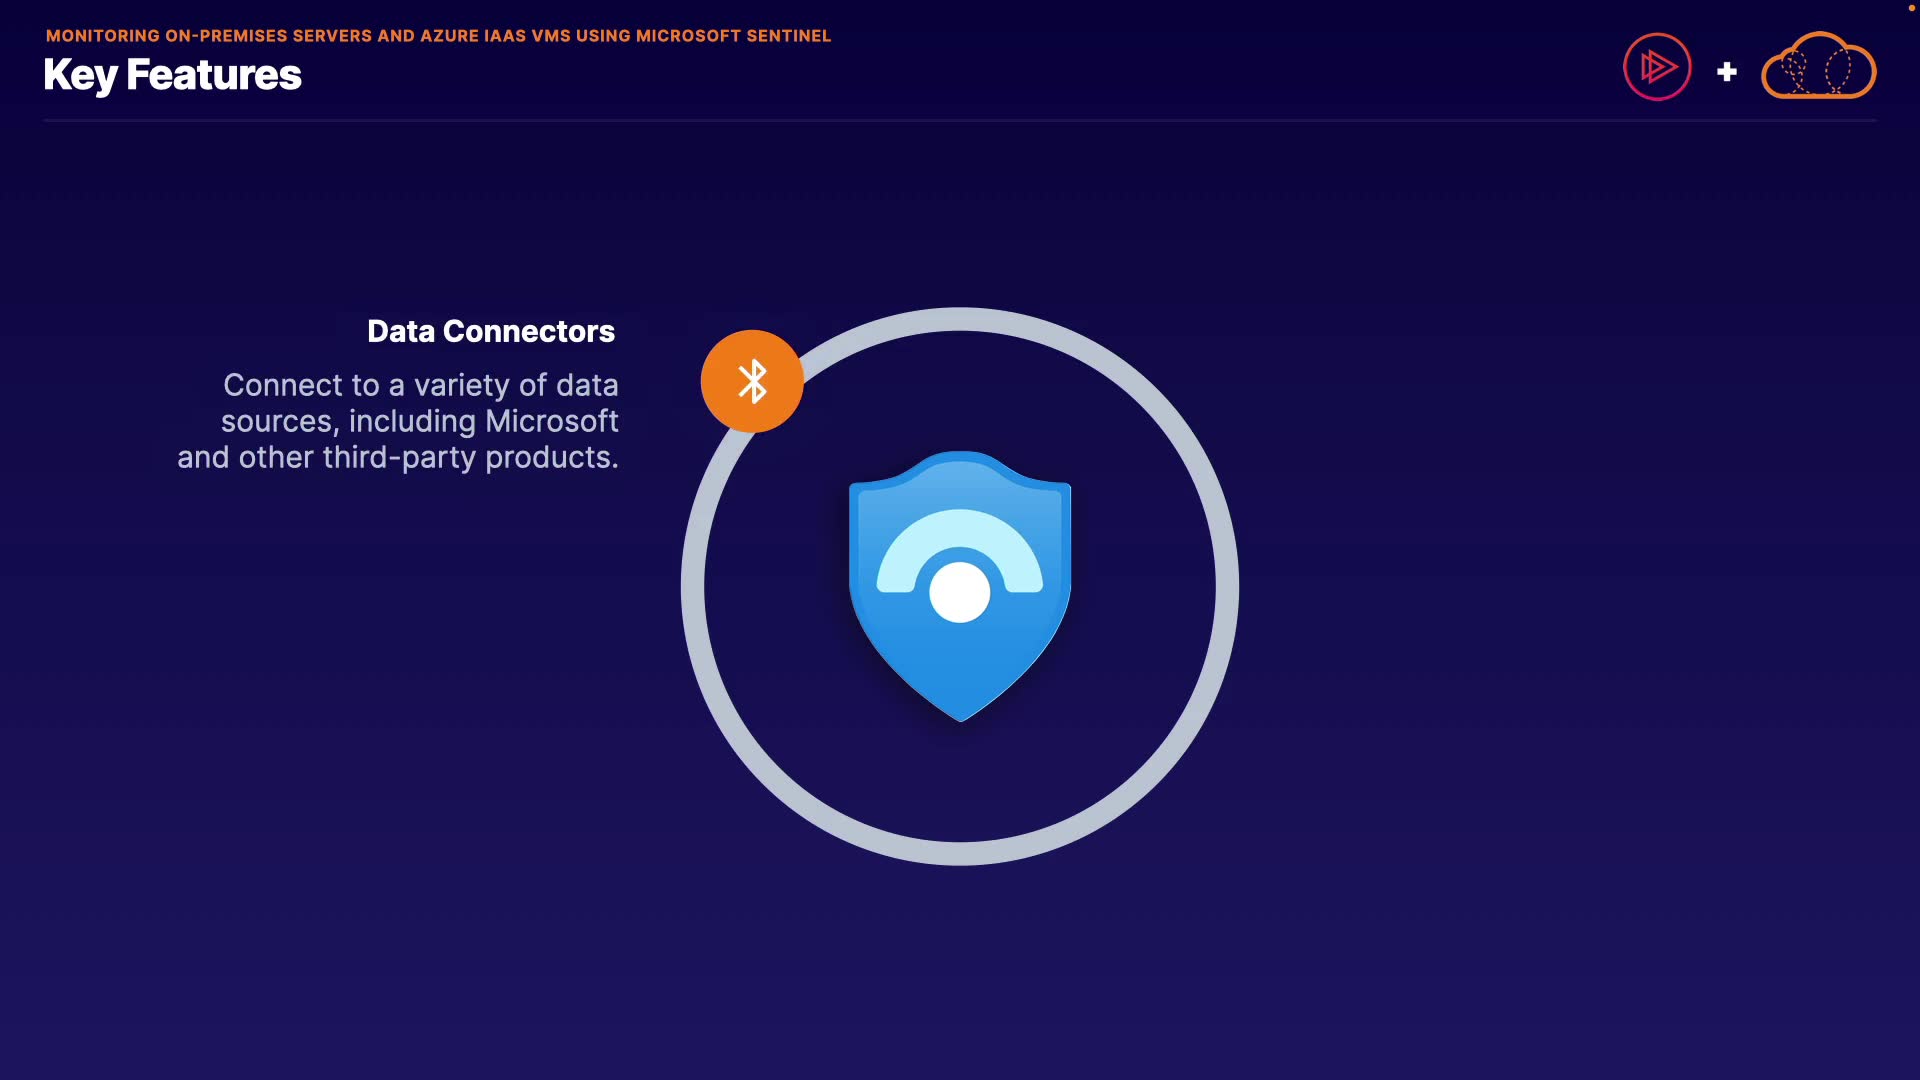 MONITORING ON-PREMISES SERVERS AND AZURE IAAS VMS USING MICROSOFT SENTINEL
Key Features
Data Connectors
Connect to a variety of data
sources, including Microsoft
and other third-party products.